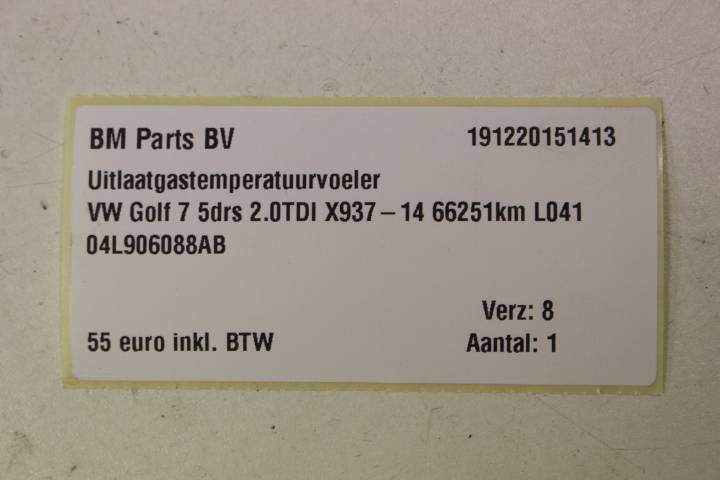 BM Parts BV 191220151413
Uitlaatgastemperatuurvoeler
VW Golf 7 5drs 2.0TDI X937-14 66251km L041
04L906088AB
Verz: 8
55 euro inkl. BTW Aantal: 1